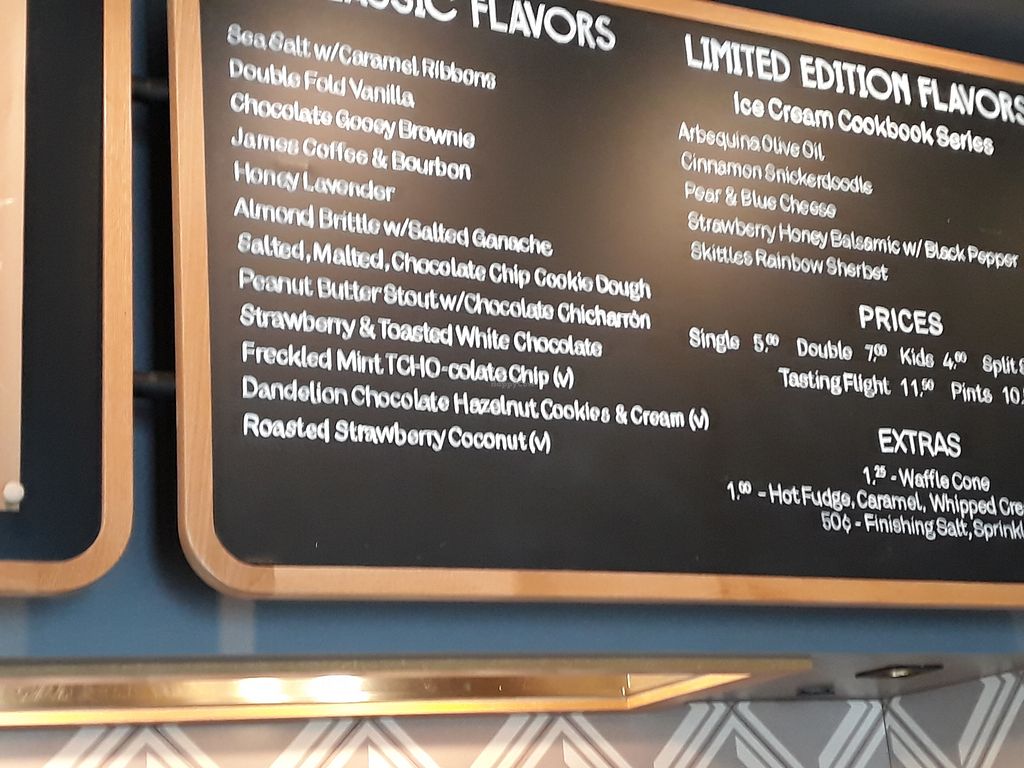 CLASSIC FLAVORS
Sea Salt w/Caramel Ribbons
Double Fold Vanilla
Chocolate Gooey Brownie
James Coffee & Bourbon
Honey Lavender
Almond Brittle w/Salted Ganache
Salted, Malted, Chocolate Chip Cookie Dough
Peanut Butter Stout w/Chocolate Chicharrón
Strawberry & Toasted White Chocolate
Freckled Mint TCHO-colate Chip (v)
Dandelion Chocolate Hazelnut Cookies & Cream (v)
Roasted Strawberry Coconut (v)
LIMITED EDITION FLAVORS
Ice Cream Cookbook Series
Arbequina Olive Oil
Cinnamon Snickerdoodle
Pear & Blue Cheese
Strawberry Honey Balsamic w/ Black Pepper
Skittles Rainbow Sherbet
PRICES
Single 5.00 Double 7.00 Kids 4.00 Split
Tasting Flight 11.50 Pints 10.
EXTRAS
1.25 - Waffle Cone
1.00 - Hot Fudge, Caramel, Whipped Cre
50¢ - Finishing Salt, Sprinkl